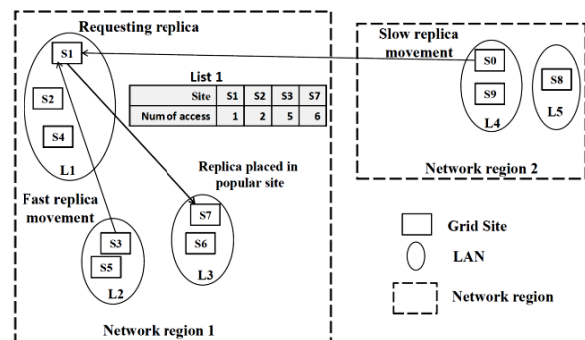 Requesting replica
S1
S2
S4
L1
List 1
Site S1 S2 S3 S7
Num of access 1 2 5 6
Replica placed in
popular site
Fast replica
movement
S3
S5
L2
S7
S6
L3
Network region 1
Slow replica
movement
S0
S9
L4
S8
L5
Network region 2
Grid Site
LAN
Network region